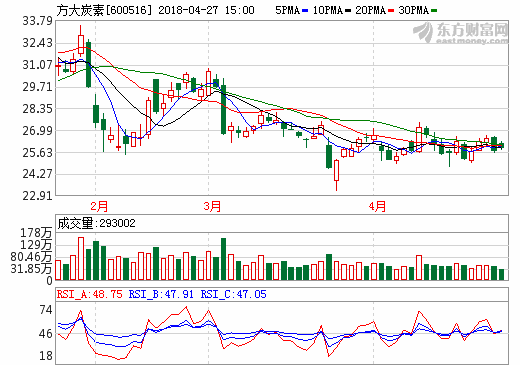 方大炭素[600516] 2018-04-27 15:00 5PMA 10PMA 20PMA 30PMA
东方财富网
eastmoney.com
33.79
32.43
31.07
29.71
28.35
26.99
25.63
24.27
22.91
2月 3月 4月
成交量:293002
178万
129万
80.46万
31.85万
0
RSI_A:48.75 RSI_B:47.91 RSI_C:47.05
74
46
18